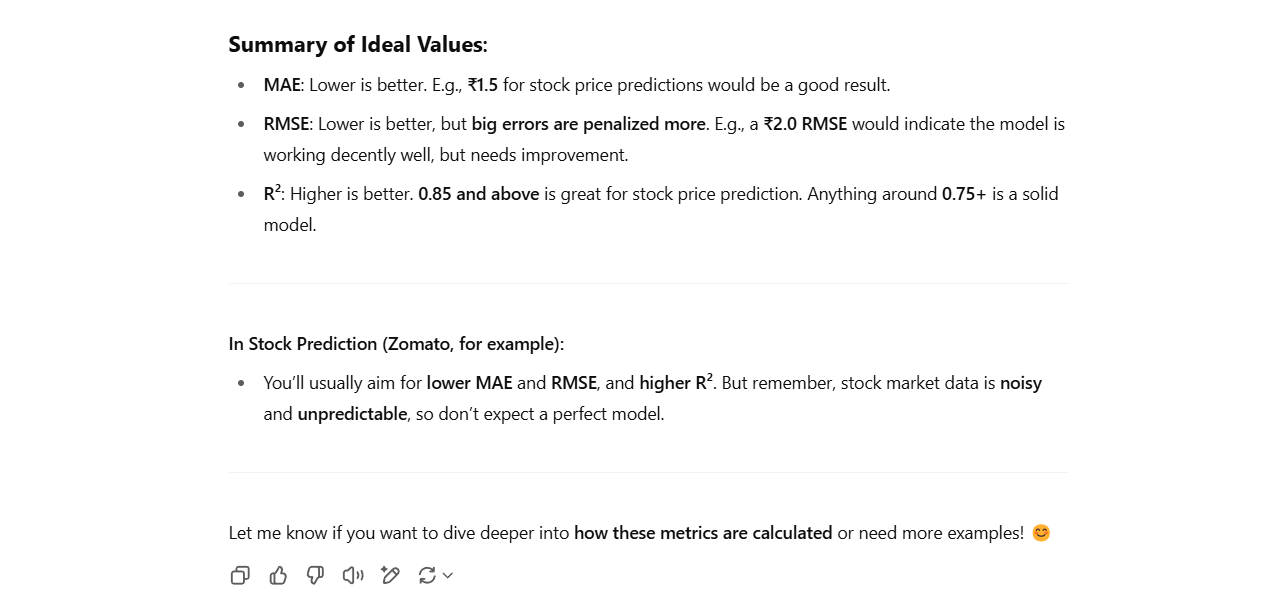 Summary of Ideal Values:
• MAE: Lower is better. E.g., ₹1.5 for stock price predictions would be a good result.
• RMSE: Lower is better, but big errors are penalized more. E.g., a ₹2.0 RMSE would indicate the model is
working decently well, but needs improvement.
• R²: Higher is better. 0.85 and above is great for stock price prediction. Anything around 0.75+ is a solid
model.
In Stock Prediction (Zomato, for example):
• You’ll usually aim for lower MAE and RMSE, and higher R². But remember, stock market data is noisy
and unpredictable, so don’t expect a perfect model.
Let me know if you want to dive deeper into how these metrics are calculated or need more examples! 😊